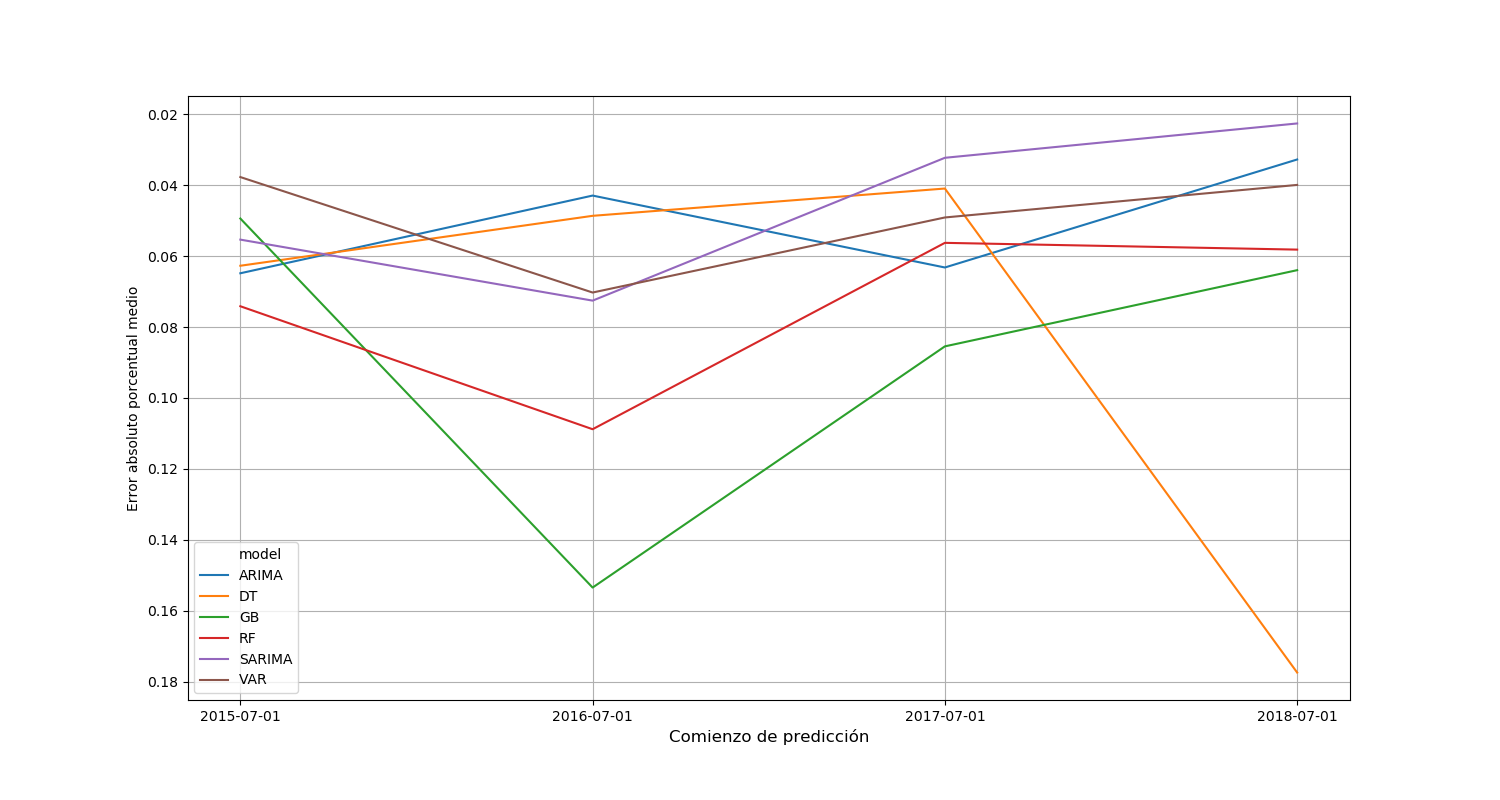 0.02
0.04
0.06
0.08
0.10
0.12
0.14
0.16
0.18
Error absoluto porcentual medio
model
ARIMA
DT
GB
RF
SARIMA
VAR
2015-07-01 2016-07-01 2017-07-01 2018-07-01
Comienzo de predicción